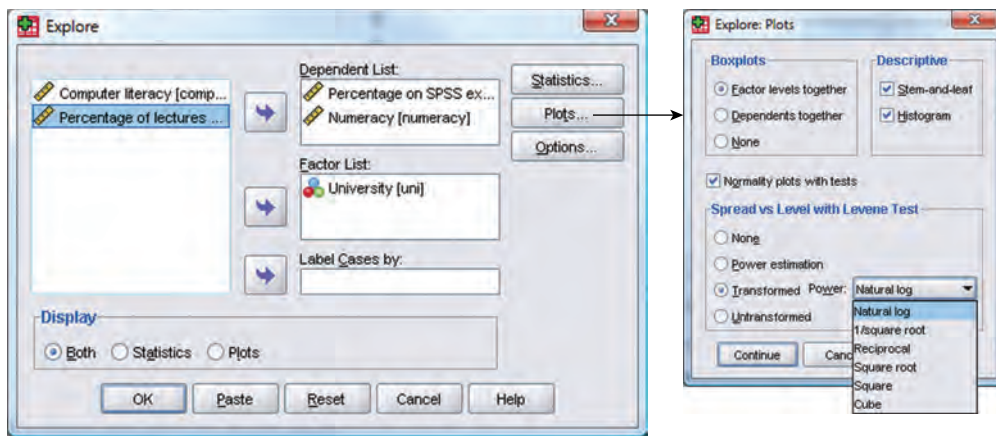 Explore
Computer literacy [comp...
Percentage of lectures ...
Dependent List:
Percentage on SPSS ex...
Numeracy [numeracy]
Factor List:
University [uni]
Label Cases by:
Statistics...
Plots...
Options...
Display
Both Statistics Plots
OK Paste Reset Cancel Help
Explore: Plots
Boxplots
Factor levels together
Dependents together
None
Descriptive
Stem-and-leaf
Histogram
Normality plots with tests
Spread vs Level with Levene Test
None
Power estimation
Transformed Power: Natural log
Untransformed
Natural log
1/square root
Reciprocal
Square root
Square
Cube
Continue Canc